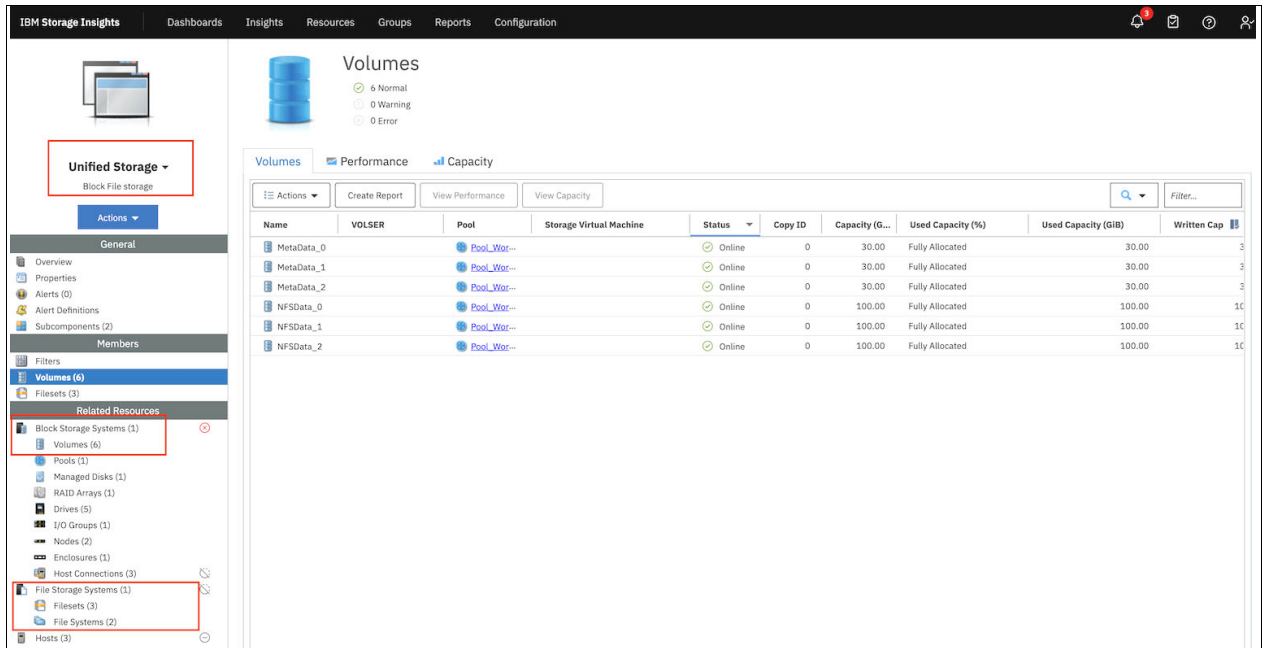 IBM Storage Insights Dashboards Insights Resources Groups Reports Configuration 3
Unified Storage
Block File storage
Actions
General
Overview
Properties
Alerts (0)
Alert Definitions
Subcomponents (2)
Members
Filters
Volumes (6)
Filesets (3)
Related Resources
Block Storage Systems (1)
Volumes (6)
Pools (1)
Managed Disks (1)
RAID Arrays (1)
Drives (5)
I/O Groups (1)
Nodes (2)
Enclosures (1)
Host Connections (3)
File Storage Systems (1)
Filesets (3)
File Systems (2)
Hosts (3)
Volumes
6 Normal
0 Warning
0 Error
Volumes Performance Capacity
Actions Create Report View Performance View Capacity Filter...
Name VOLSER Pool Storage Virtual Machine Status Copy ID Capacity (G... Used Capacity (%) Used Capacity (GiB) Written Cap
MetaData_0 Pool_Wor... Online 0 30.00 Fully Allocated 30.00 3
MetaData_1 Pool_Wor... Online 0 30.00 Fully Allocated 30.00 3
MetaData_2 Pool_Wor... Online 0 30.00 Fully Allocated 30.00 3
NFSData_0 Pool_Wor... Online 0 100.00 Fully Allocated 100.00 10
NFSData_1 Pool_Wor... Online 0 100.00 Fully Allocated 100.00 10
NFSData_2 Pool_Wor... Online 0 100.00 Fully Allocated 100.00 10